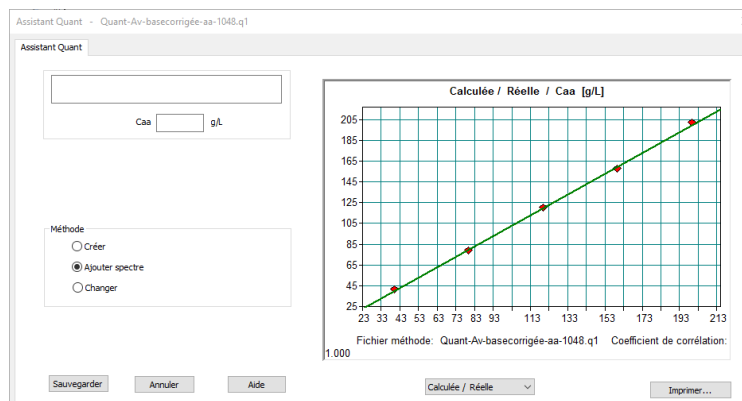 Assistant Quant - Quant-Av-basecorrigée-aa-1048.q1
Assistant Quant
Caa g/L
Méthode
Créer
Ajouter spectre
Changer
Sauvegarder Annuler Aide
Calculée / Réelle / Caa [g/L]
205
185
165
145
125
105
85
65
45
25
23 33 43 53 63 73 83 93 113 133 153 173 193 213
Fichier méthode: Quant-Av-basecorrigée-aa-1048.q1 Coefficient de corrélation:
1.000
Calculée / Réelle
Imprimer...